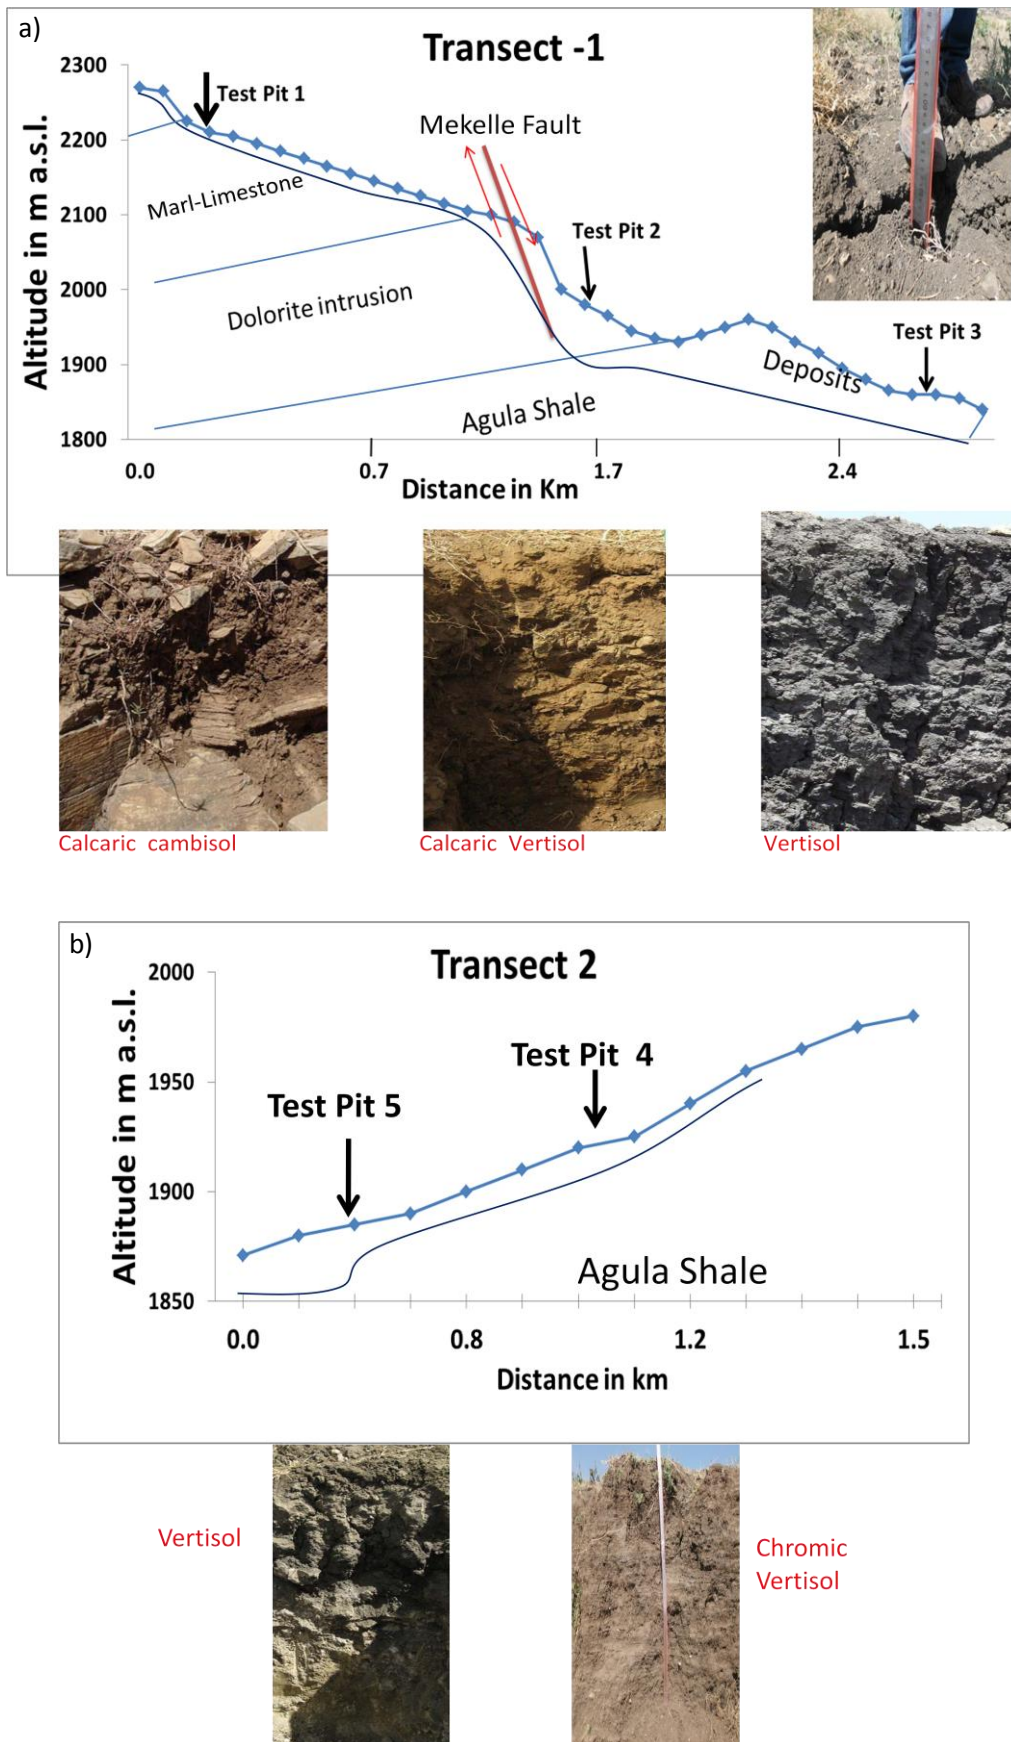 a)
Transect -1
2300
2200
2100
2000
1900
1800
Altitude in m a.s.l.
Test Pit 1
Mekelle Fault
Marl-Limestone
Test Pit 2
Dolorite intrusion
Test Pit 3
Deposits
Agula Shale
0.0
0.7
1.7
2.4
Distance in Km
Calcaric cambisol
Calcaric Vertisol
Vertisol
b)
Transect 2
2000
1950
1900
1850
Altitude in m a.s.l.
Test Pit 4
Test Pit 5
Agula Shale
0.0
0.8
1.2
1.5
Distance in km
Vertisol
Chromic
Vertisol